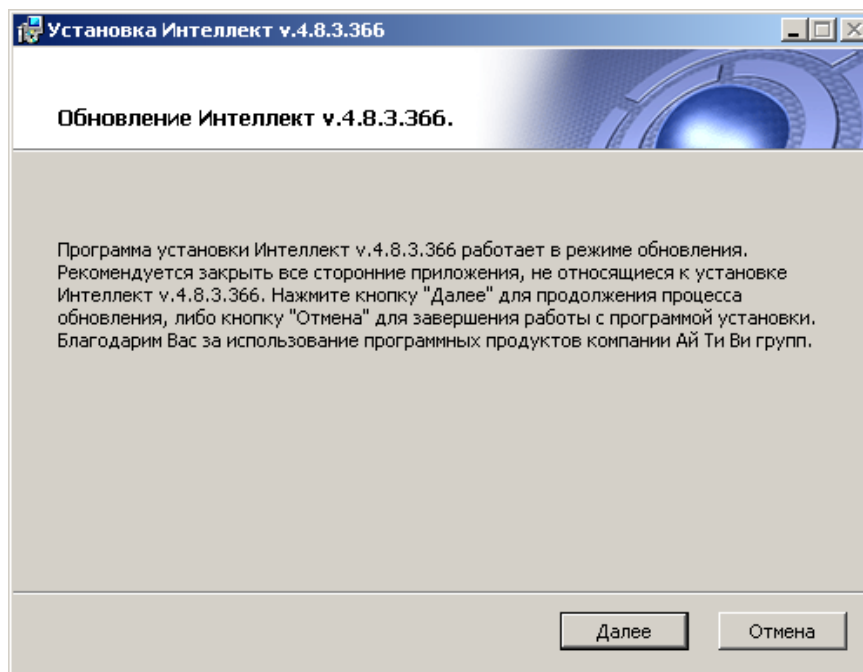 Установка Интеллект v.4.8.3.366
Обновление Интеллект v.4.8.3.366.
Программа установки Интеллект v.4.8.3.366 работает в режиме обновления.
Рекомендуется закрыть все сторонние приложения, не относящиеся к установке
Интеллект v.4.8.3.366. Нажмите кнопку "Далее" для продолжения процесса
обновления, либо кнопку "Отмена" для завершения работы с программой установки.
Благодарим Вас за использование программных продуктов компании Ай Ти Ви групп.
Далее
Отмена